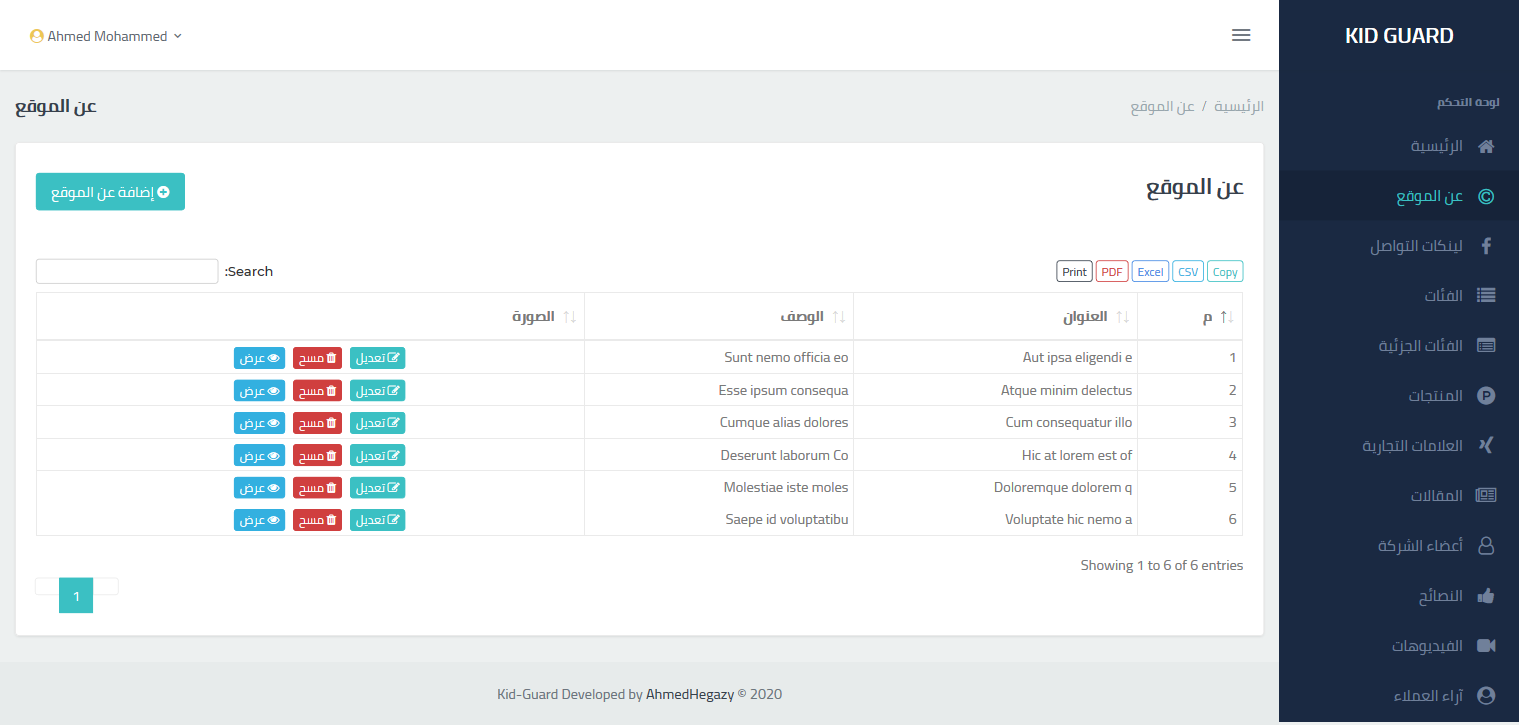 KID GUARD
لوحة التحكم
الرئيسية
عن الموقع
لينكات التواصل
الفئات
الفئات الجزئية
المنتجات
العلامات التجارية
المقالات
أعضاء الشركة
النصائح
الفيديوهات
آراء العملاء
Ahmed Mohammed
الرئيسية / عن الموقع
عن الموقع
عن الموقع
إضافة عن الموقع
Copy CSV Excel PDF Print
:Search
م العنوان الوصف الصورة
1 Aut ipsa eligendi e Sunt nemo officia eo تعديل مسح عرض
2 Atque minim delectus Esse ipsum consequa تعديل مسح عرض
3 Cum consequatur illo Cumque alias dolores تعديل مسح عرض
4 Hic at lorem est of Deserunt laborum Co تعديل مسح عرض
5 Doloremque dolorem q Molestiae iste moles تعديل مسح عرض
6 Voluptate hic nemo a Saepe id voluptatibu تعديل مسح عرض
Showing 1 to 6 of 6 entries
1
Kid-Guard Developed by AhmedHegazy © 2020